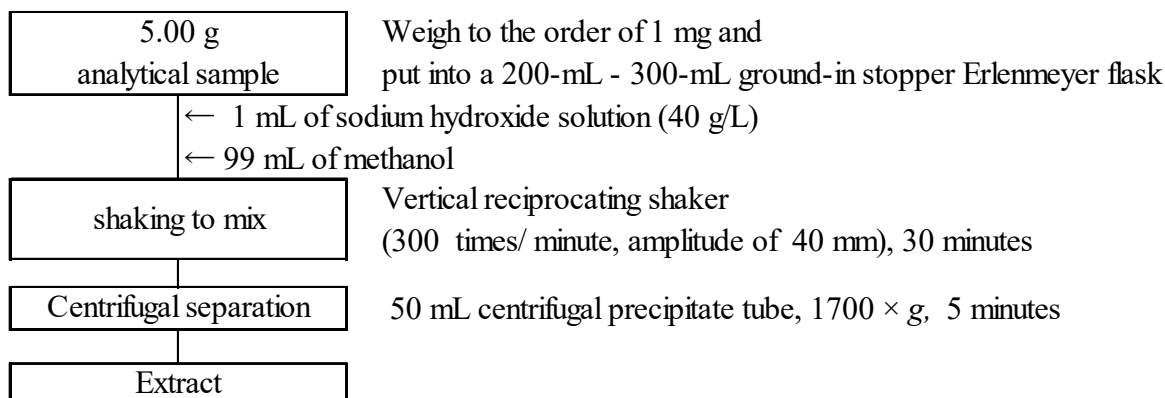 5.00 g
analytical sample
Weigh to the order of 1 mg and
put into a 200-mL - 300-mL ground-in stopper Erlenmeyer flask
← 1 mL of sodium hydroxide solution (40 g/L)
← 99 mL of methanol
shaking to mix
Vertical reciprocating shaker
(300 times/ minute, amplitude of 40 mm), 30 minutes
Centrifugal separation
50 mL centrifugal precipitate tube, 1700 × g, 5 minutes
Extract